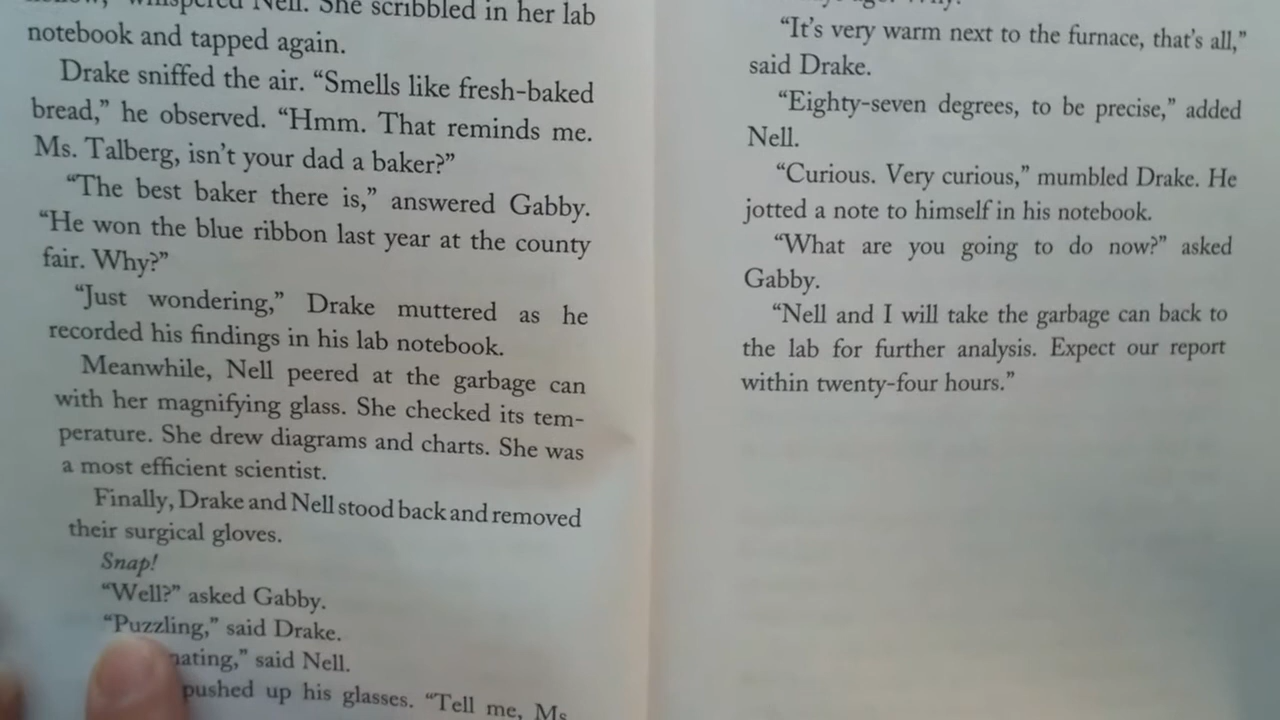 whispered Nell. She scribbled in her lab
notebook and tapped again.
Drake sniffed the air. “Smells like fresh-baked
bread,” he observed. “Hmm. That reminds me.
Ms. Talberg, isn’t your dad a baker?”
“The best baker there is,” answered Gabby.
“He won the blue ribbon last year at the county
fair. Why?”
“Just wondering,” Drake muttered as he
recorded his findings in his lab notebook.
Meanwhile, Nell peered at the garbage can
with her magnifying glass. She checked its tem-
perature. She drew diagrams and charts. She was
a most efficient scientist.
Finally, Drake and Nell stood back and removed
their surgical gloves.
Snap!
“Well?” asked Gabby.
“Puzzling,” said Drake.
nating,” said Nell.
pushed up his glasses. “Tell me, Ms.
“It’s very warm next to the furnace, that’s all,”
said Drake.
“Eighty-seven degrees, to be precise,” added
Nell.
“Curious. Very curious,” mumbled Drake. He
jotted a note to himself in his notebook.
“What are you going to do now?” asked
Gabby.
“Nell and I will take the garbage can back to
the lab for further analysis. Expect our report
within twenty-four hours.”